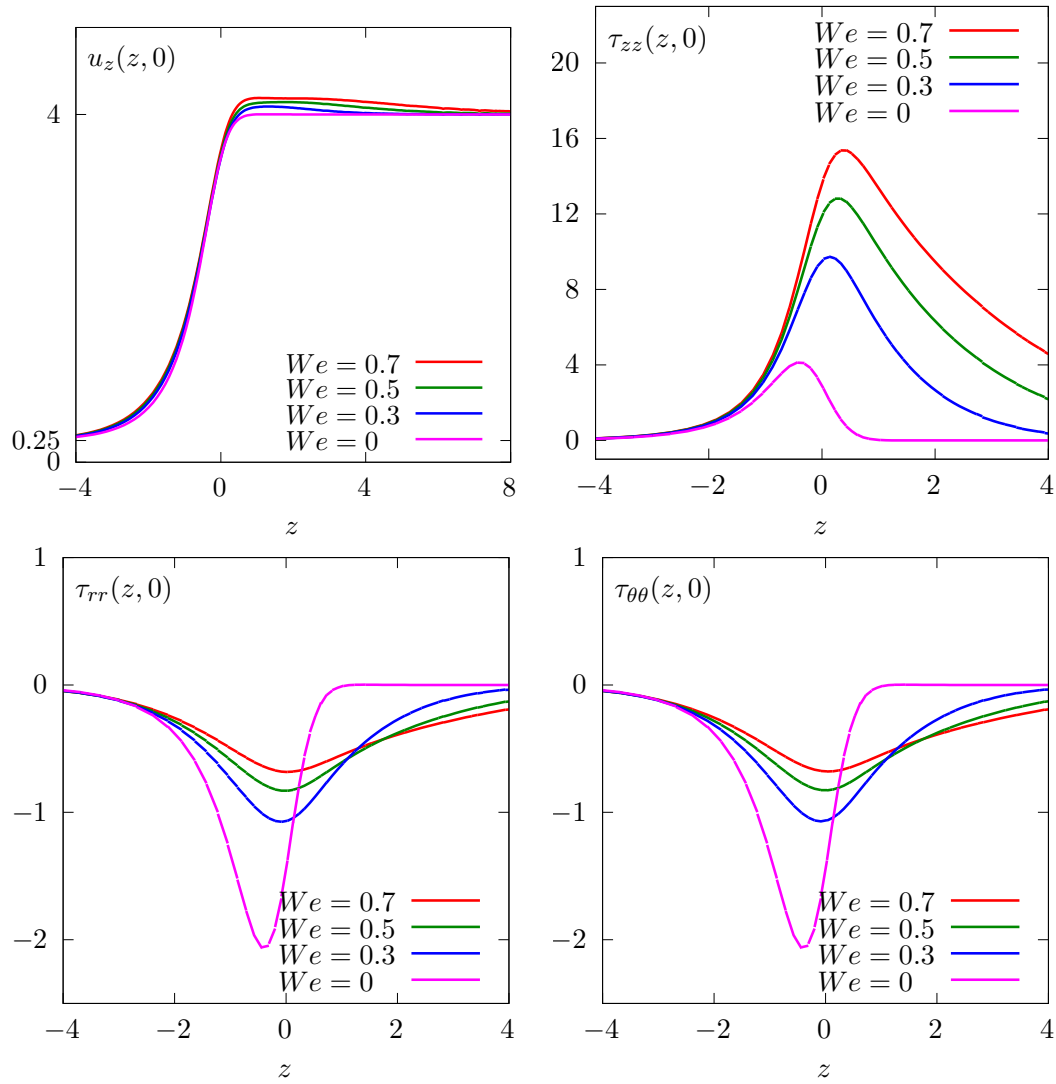 u_z(z, 0)
4
0.25
0
We = 0.7
We = 0.5
We = 0.3
We = 0
−4
0
4
8
z
τ_zz(z, 0)
We = 0.7
We = 0.5
We = 0.3
We = 0
20
16
12
8
4
0
−4
−2
0
2
4
z
τ_rr(z, 0)
1
0
−1
−2
We = 0.7
We = 0.5
We = 0.3
We = 0
−4
−2
0
2
4
z
τ_θθ(z, 0)
1
0
−1
−2
We = 0.7
We = 0.5
We = 0.3
We = 0
−4
−2
0
2
4
z